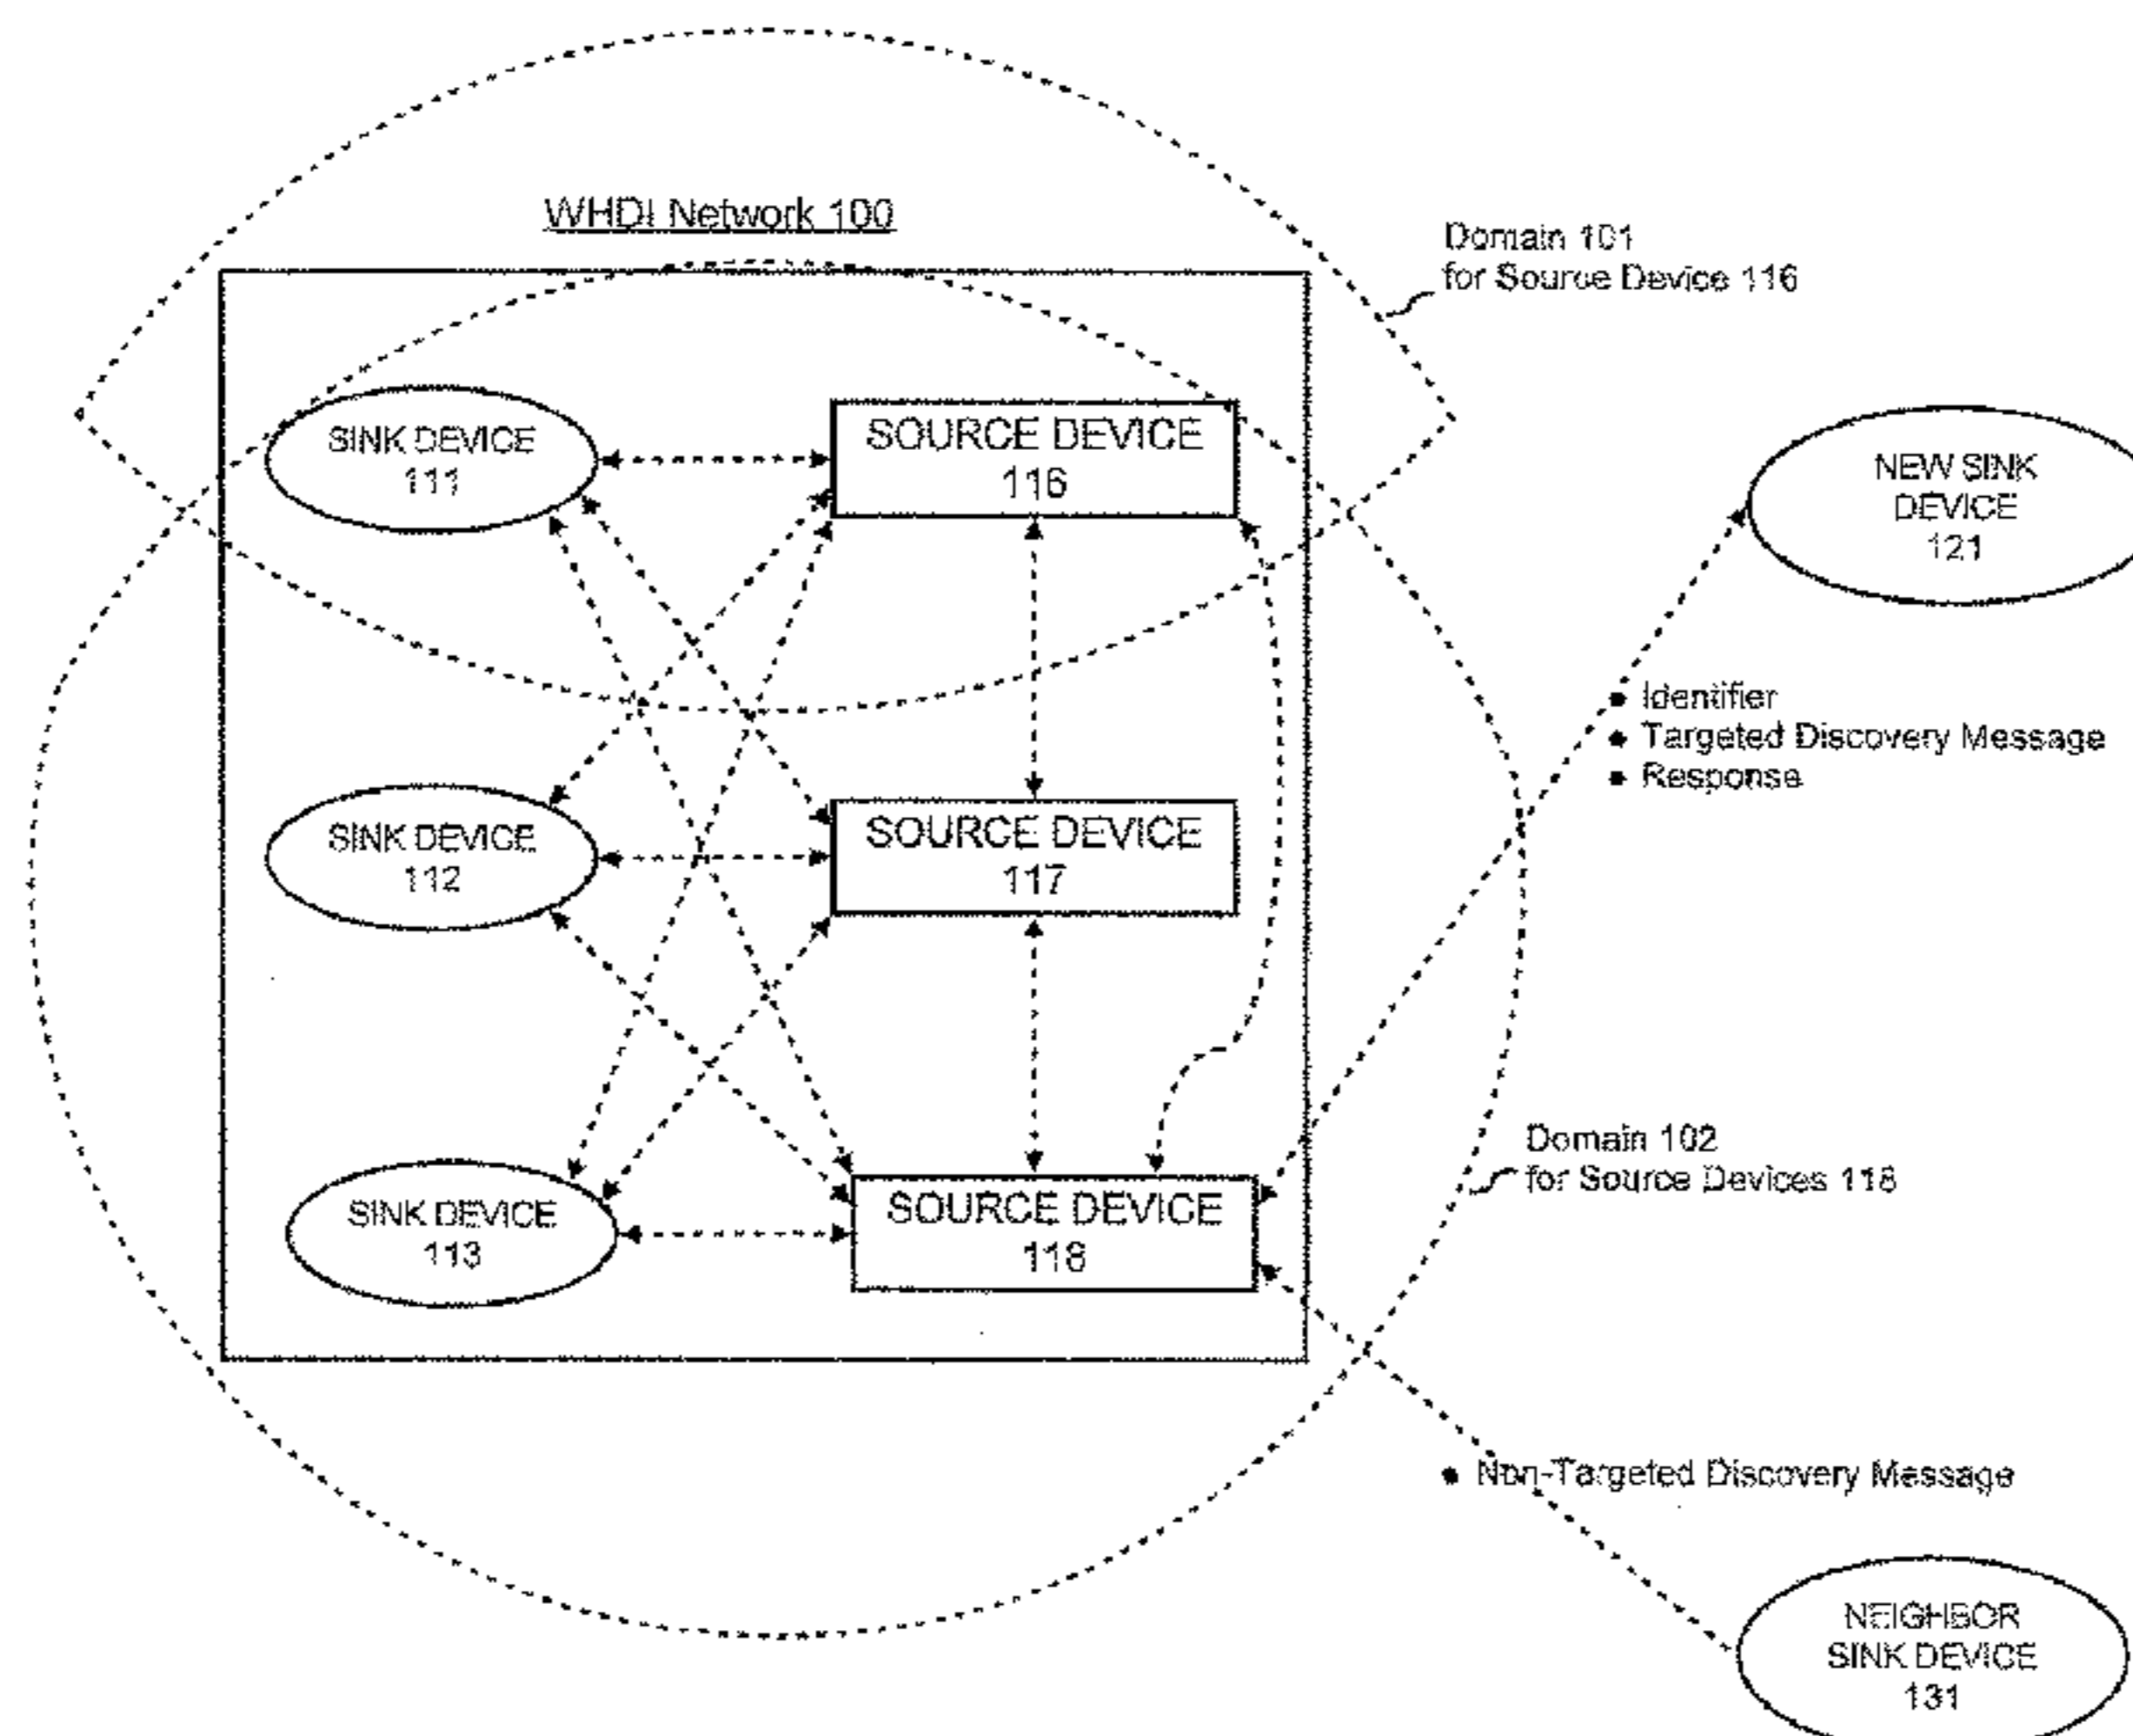 WHDI Network 100
Domain 101
for Source Device 116
SINK DEVICE
111
SOURCE DEVICE
116
NEW SINK
DEVICE
121
• Identifier
• Targeted Discovery Message
• Response
SINK DEVICE
112
SOURCE DEVICE
117
Domain 102
for Source Devices 118
SINK DEVICE
113
SOURCE DEVICE
118
• Non-Targeted Discovery Message
NEIGHBOR
SINK DEVICE
131